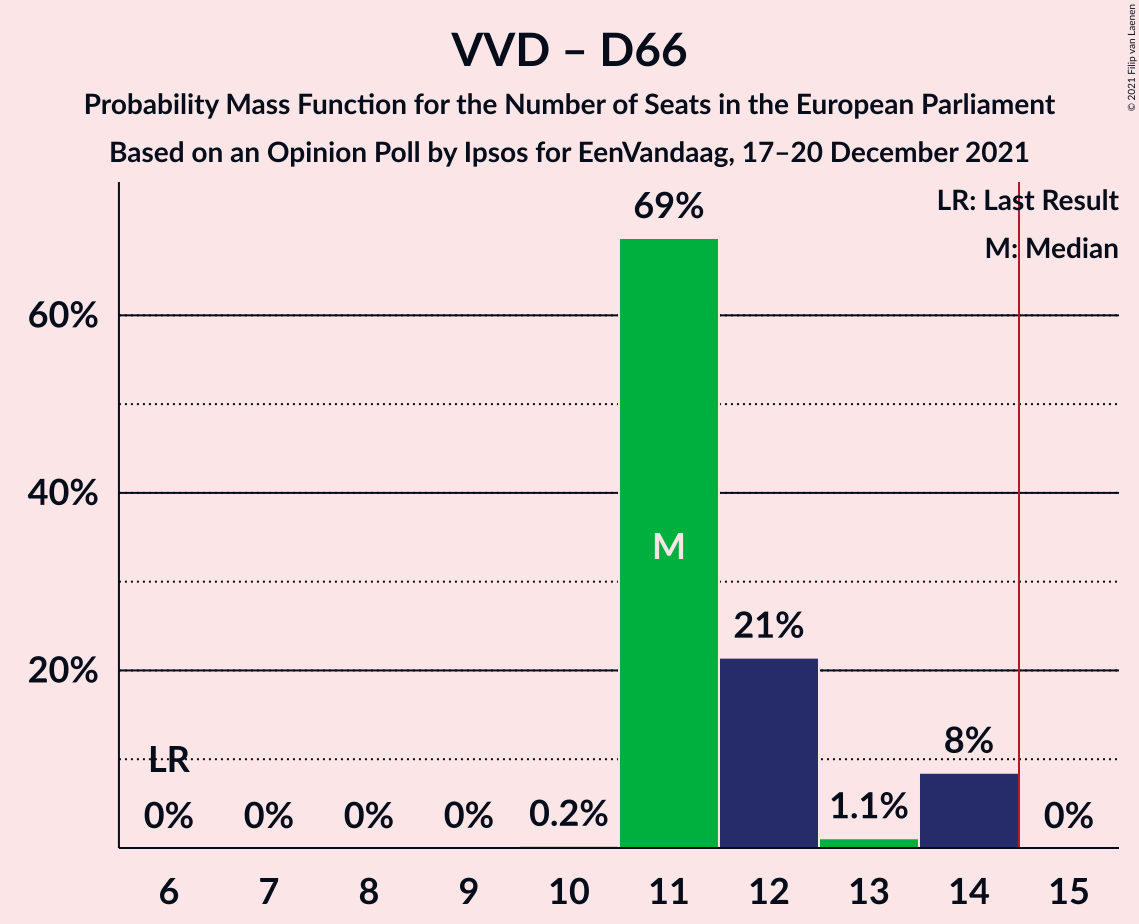 VVD – D66
Probability Mass Function for the Number of Seats in the European Parliament
Based on an Opinion Poll by Ipsos for EenVandaag, 17–20 December 2021
© 2021 Filip van Laenen
LR: Last Result
M: Median
69%
60%
40%
M
21%
20%
LR
8%
0%
0%
0%
0%
0.2%
1.1%
0%
6 7 8 9 10 11 12 13 14 15